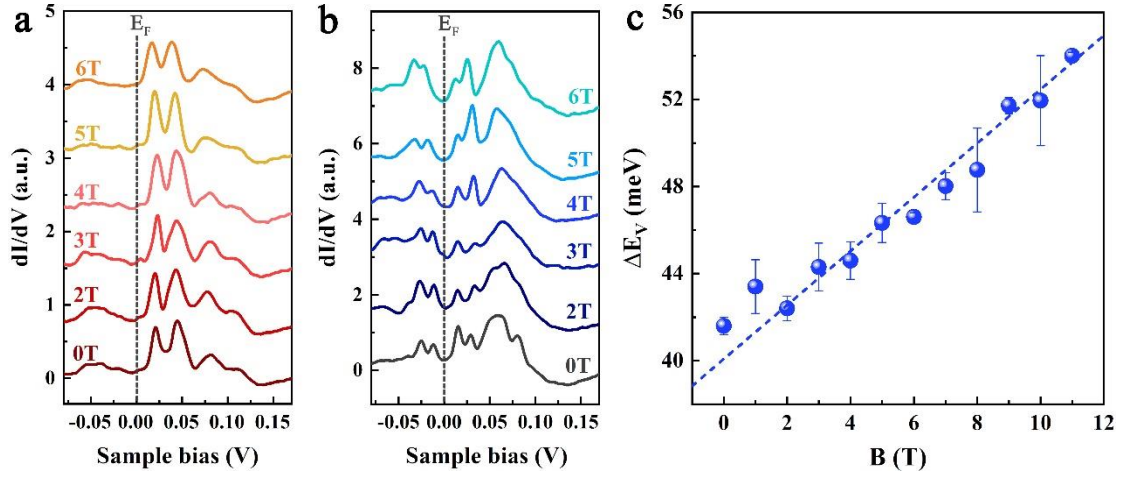 a
E_F
dI/dV (a.u.)
5
4
3
2
1
0
6T
5T
4T
3T
2T
0T
-0.05 0.00 0.05 0.10 0.15
Sample bias (V)
b
E_F
dI/dV (a.u.)
8
6
4
2
0
6T
5T
4T
3T
2T
0T
-0.05 0.00 0.05 0.10 0.15
Sample bias (V)
c
ΔE_V (meV)
56
52
48
44
40
0 2 4 6 8 10 12
B (T)